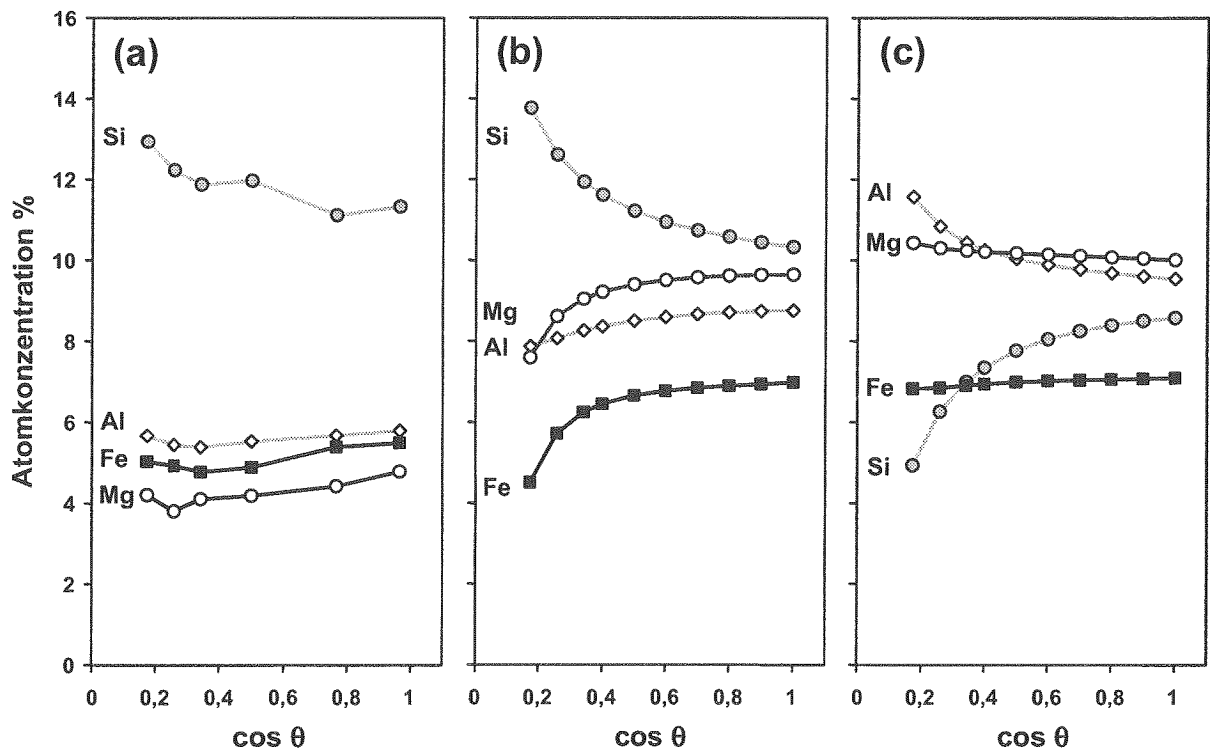 Atomkonzentration %
16
14
12
10
8
6
4
2
0
(a)
Si
Al
Fe
Mg
0 0,2 0,4 0,6 0,8 1
cos θ
(b)
Si
Mg
Al
Fe
0 0,2 0,4 0,6 0,8 1
cos θ
(c)
Al
Mg
Fe
Si
0 0,2 0,4 0,6 0,8 1
cos θ